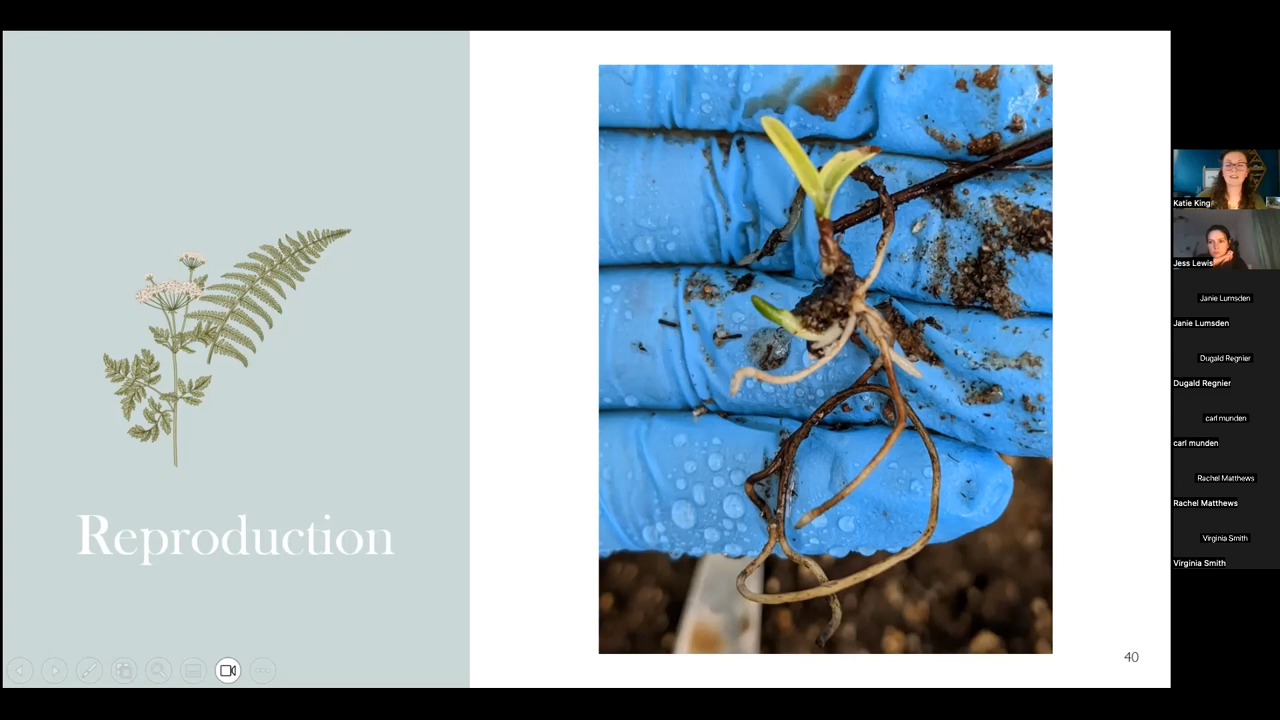 Reproduction
40
Katie King
Jess Lewis
Janie Lumsden
Janie Lumsden
Dugald Regnier
Dugald Regnier
carl munden
carl munden
Rachel Matthews
Rachel Matthews
Virginia Smith
Virginia Smith